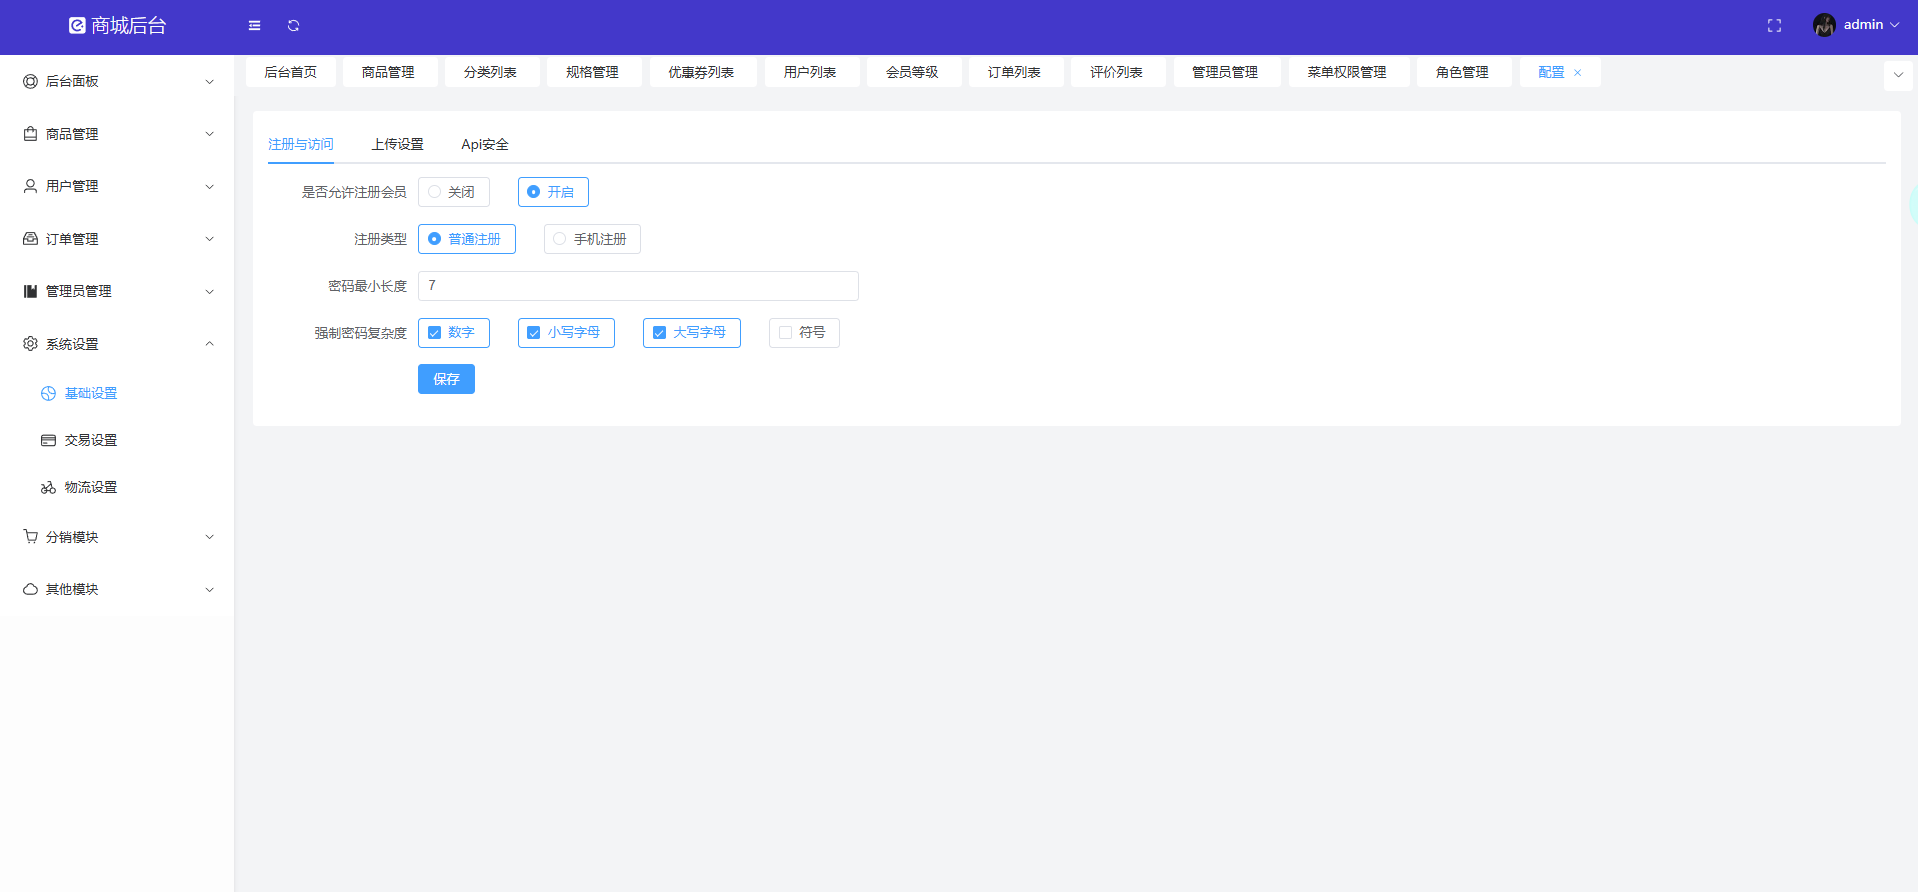 商城后台
admin
后台首页 商品管理 分类列表 规格管理 优惠券列表 用户列表 会员等级 订单列表 评价列表 管理员管理 菜单权限管理 角色管理 配置
后台面板
商品管理
用户管理
订单管理
管理员管理
系统设置
基础设置
交易设置
物流设置
分销模块
其他模块
注册与访问 上传设置 Api安全
是否允许注册会员 关闭 开启
注册类型 普通注册 手机注册
密码最小长度 7
强制密码复杂度 数字 小写字母 大写字母 符号
保存